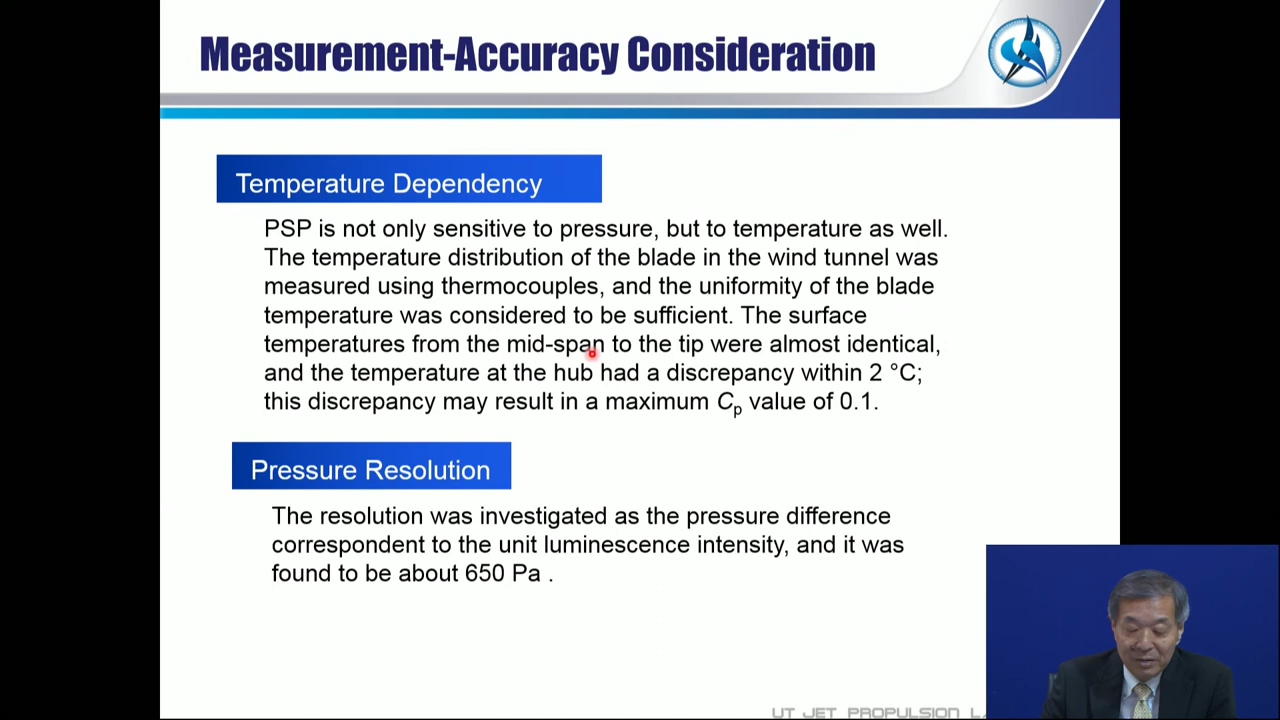 Measurement-Accuracy Consideration
Temperature Dependency
PSP is not only sensitive to pressure, but to temperature as well.
The temperature distribution of the blade in the wind tunnel was
measured using thermocouples, and the uniformity of the blade
temperature was considered to be sufficient. The surface
temperatures from the mid-span to the tip were almost identical,
and the temperature at the hub had a discrepancy within 2 °C;
this discrepancy may result in a maximum Cp value of 0.1.
Pressure Resolution
The resolution was investigated as the pressure difference
correspondent to the unit luminescence intensity, and it was
found to be about 650 Pa .
UT JET PROPULSION